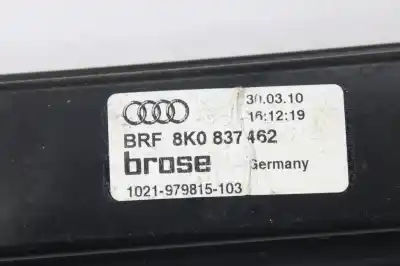 30.03.10
16:12:19
BRF 8K0 837 462
brose Germany
1021-979815-103